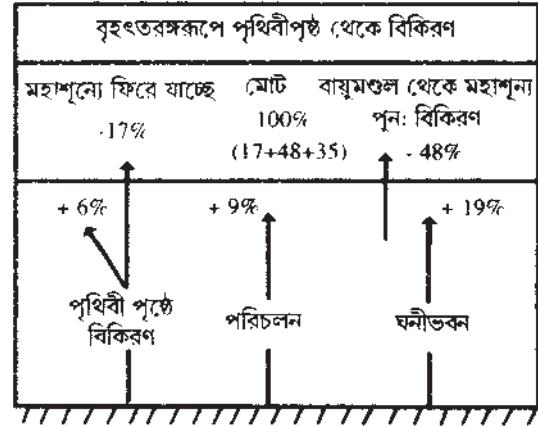 বৃহৎতরঙ্গরূপে পৃথিবীপৃষ্ঠ থেকে বিকিরণ
মহাশূন্যে ফিরে যাচ্ছে
-17%
মোট
100%
(17+48+35)
বায়ুমণ্ডল থেকে মহাশূন্য
পুন: বিকিরণ
- 48%
+ 6%
+ 9%
+ 19%
পৃথিবী পৃষ্ঠে
বিকিরণ
পরিচলন
ঘনীভবন